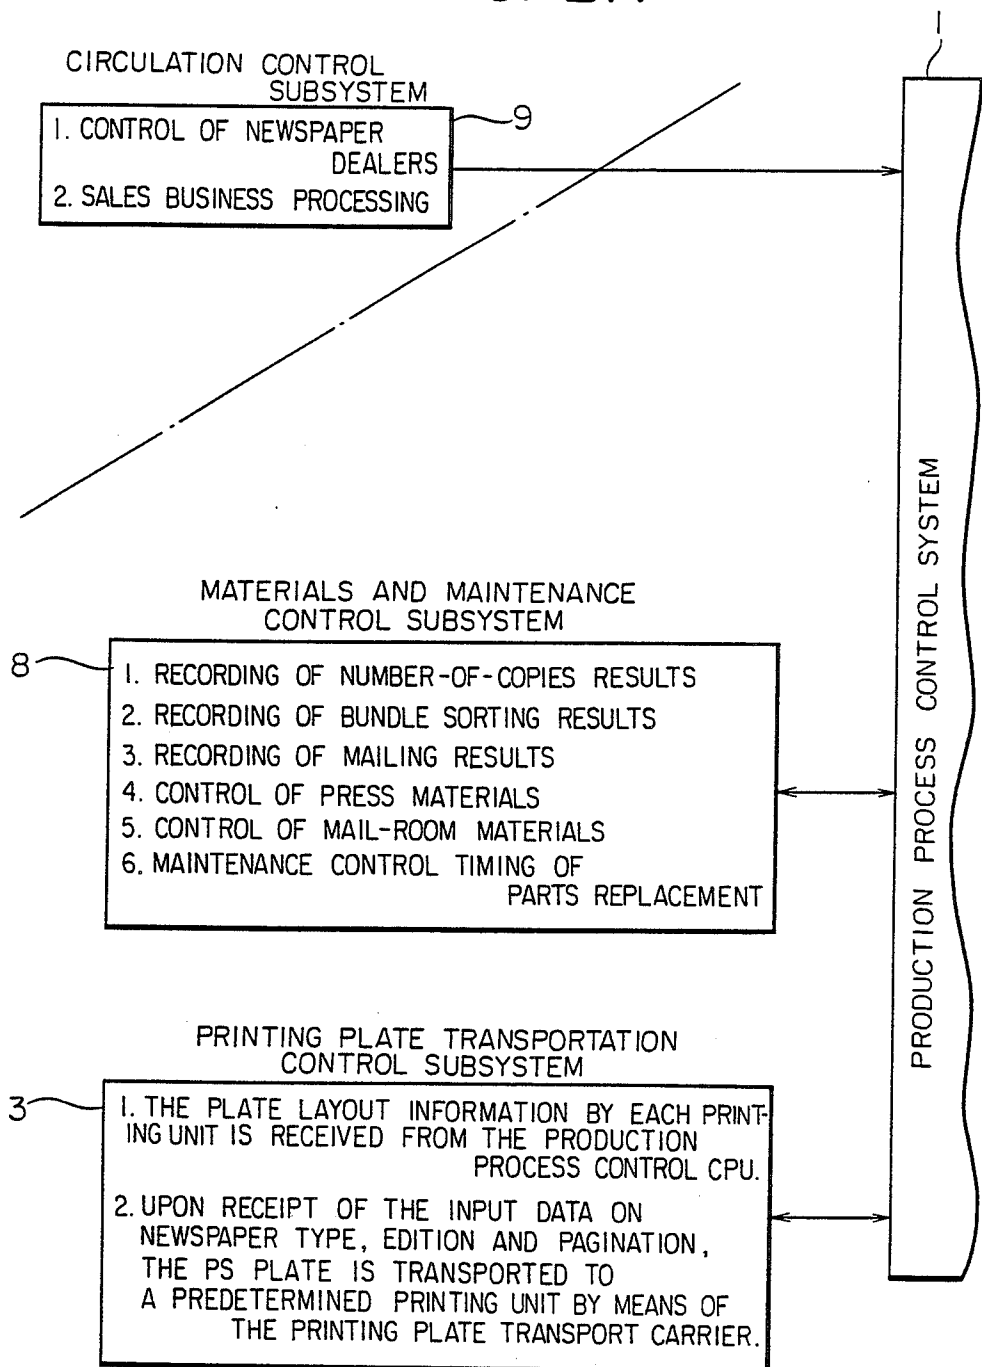 1
CIRCULATION CONTROL
SUBSYSTEM
9
1. CONTROL OF NEWSPAPER
DEALERS
2. SALES BUSINESS PROCESSING
MATERIALS AND MAINTENANCE
CONTROL SUBSYSTEM
8
1. RECORDING OF NUMBER-OF-COPIES RESULTS
2. RECORDING OF BUNDLE SORTING RESULTS
3. RECORDING OF MAILING RESULTS
4. CONTROL OF PRESS MATERIALS
5. CONTROL OF MAIL-ROOM MATERIALS
6. MAINTENANCE CONTROL TIMING OF
PARTS REPLACEMENT
PRODUCTION PROCESS CONTROL SYSTEM
PRINTING PLATE TRANSPORTATION
CONTROL SUBSYSTEM
3
1. THE PLATE LAYOUT INFORMATION BY EACH PRINT-
ING UNIT IS RECEIVED FROM THE PRODUCTION
PROCESS CONTROL CPU.
2. UPON RECEIPT OF THE INPUT DATA ON
NEWSPAPER TYPE, EDITION AND PAGINATION,
THE PS PLATE IS TRANSPORTED TO
A PREDETERMINED PRINTING UNIT BY MEANS OF
THE PRINTING PLATE TRANSPORT CARRIER.